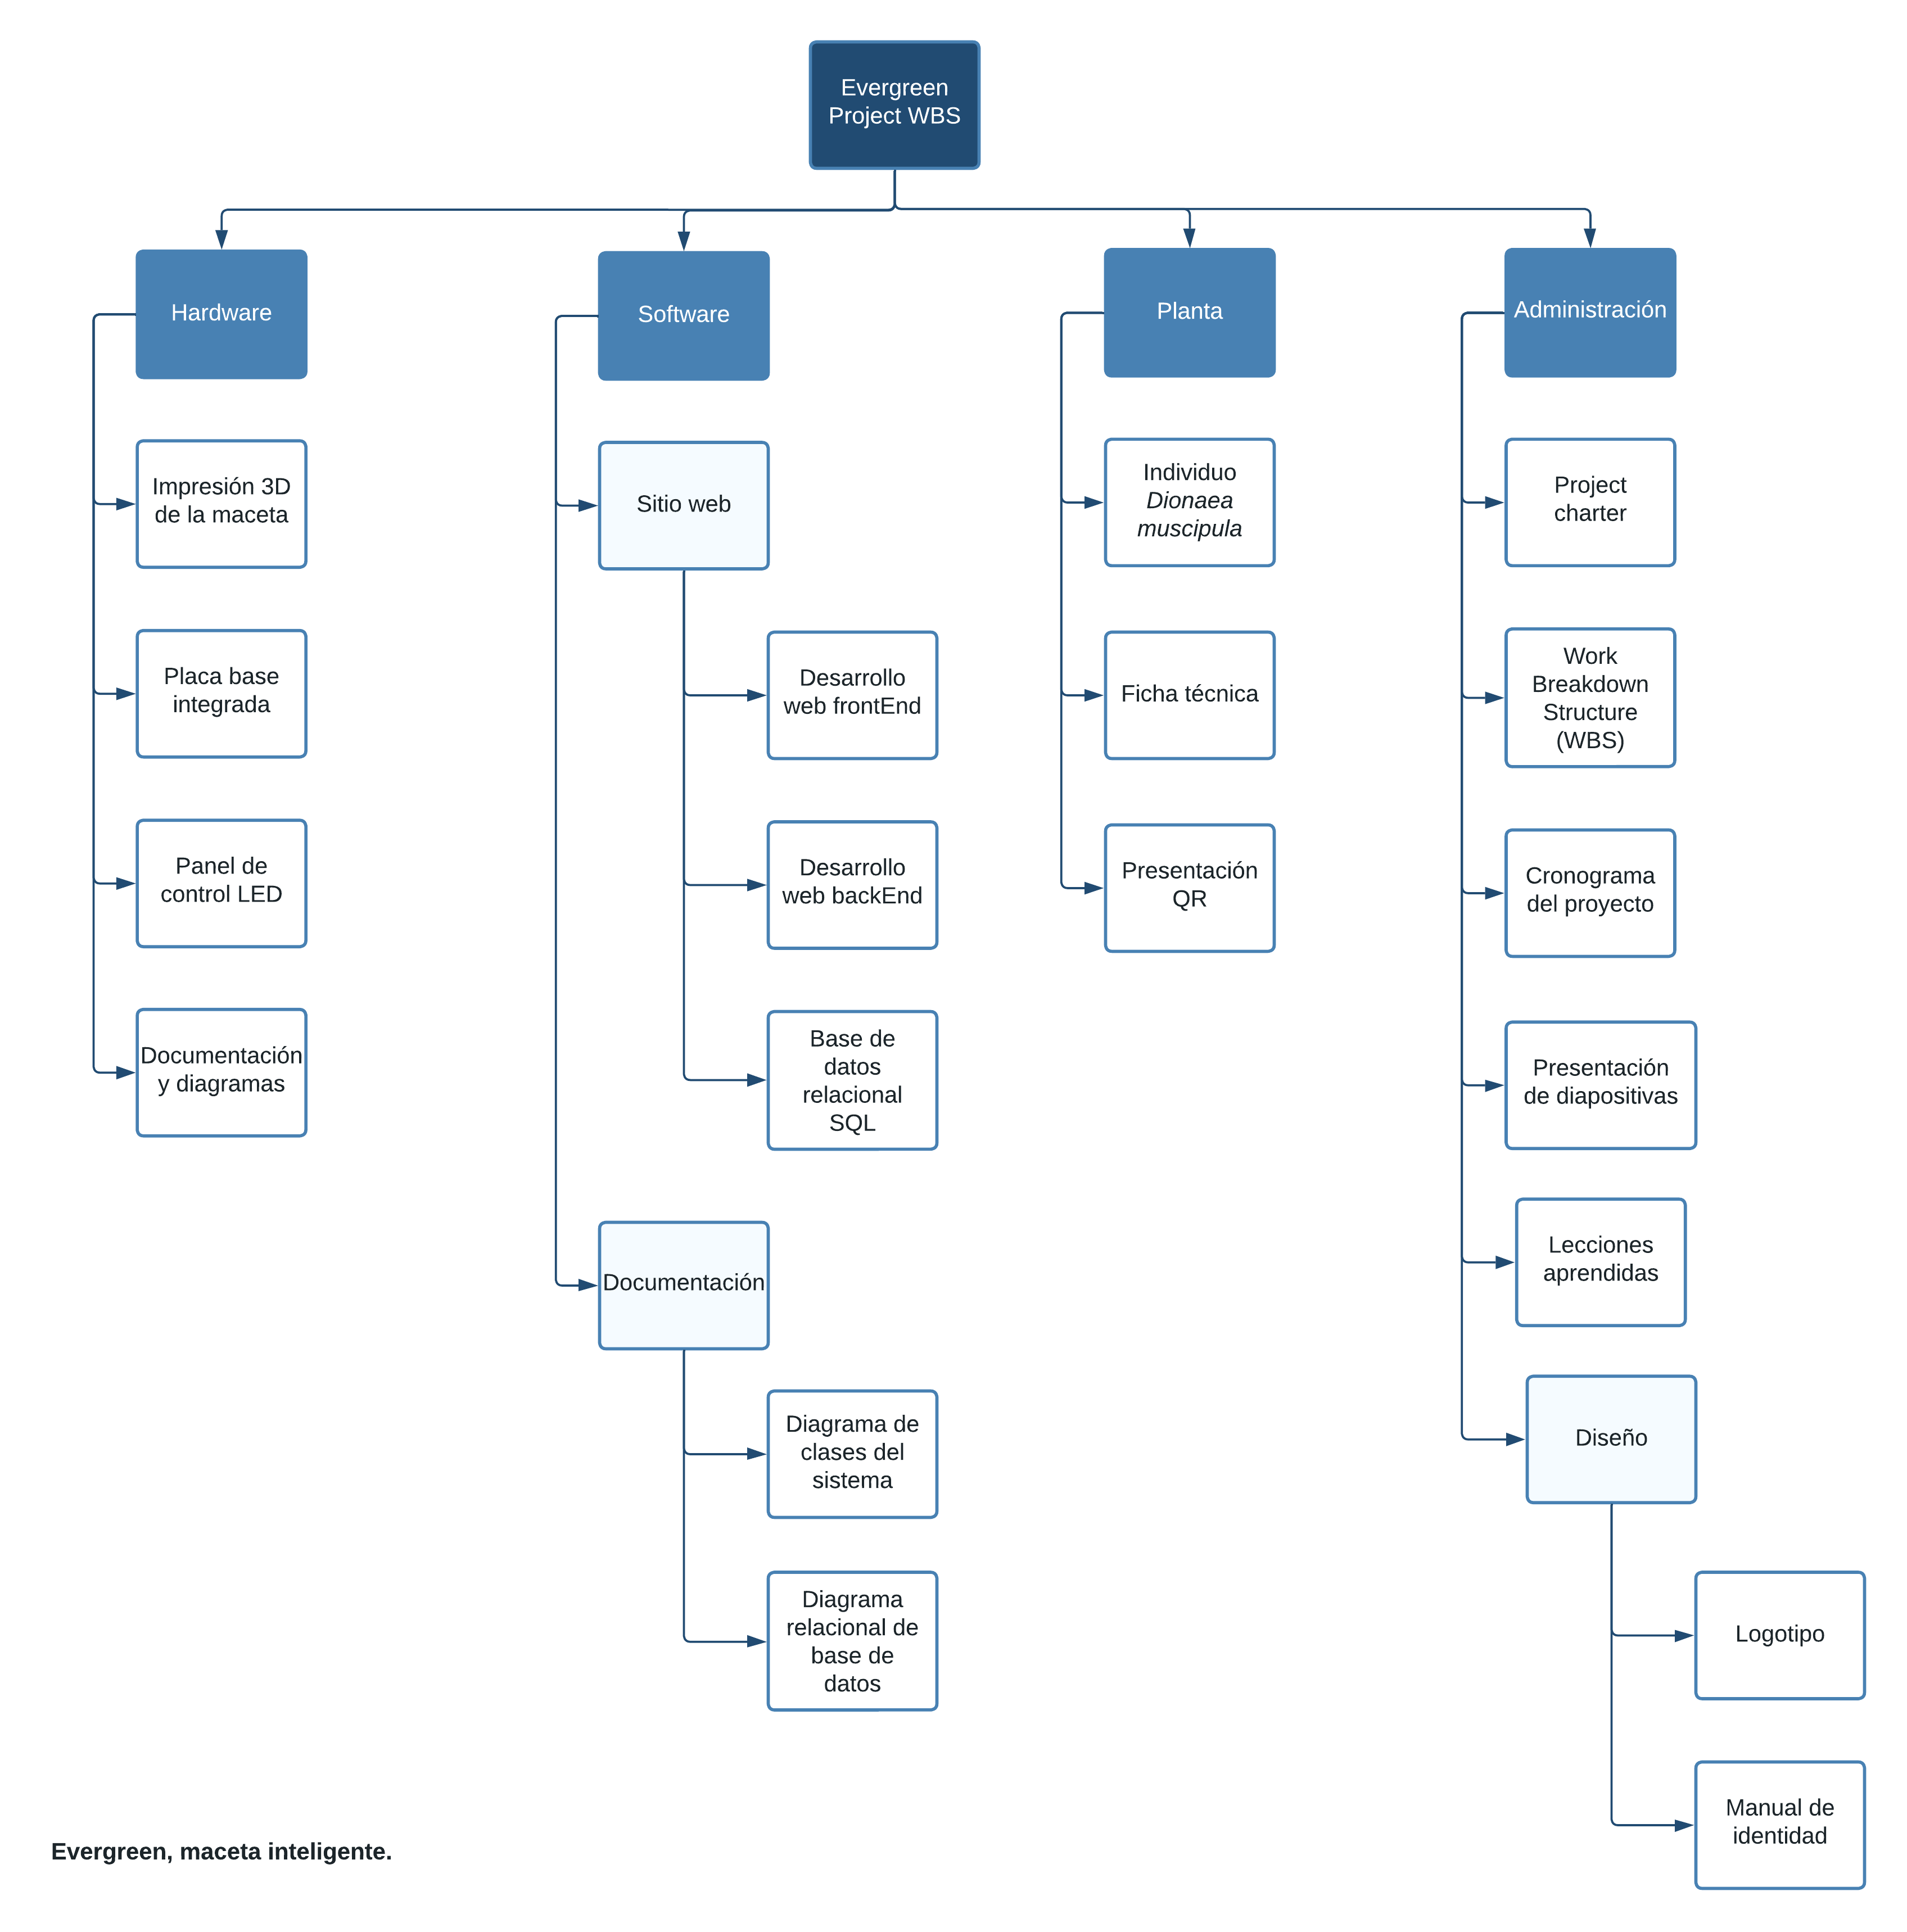 Evergreen
Project WBS
Hardware
Impresión 3D
de la maceta
Placa base
integrada
Panel de
control LED
Documentación
y diagramas
Software
Sitio web
Desarrollo
web frontEnd
Desarrollo
web backEnd
Base de
datos
relacional
SQL
Documentación
Diagrama de
clases del
sistema
Diagrama
relacional de
base de
datos
Planta
Individuo
Dionaea
muscipula
Ficha técnica
Presentación
QR
Administración
Project
charter
Work
Breakdown
Structure
(WBS)
Cronograma
del proyecto
Presentación
de diapositivas
Lecciones
aprendidas
Diseño
Logotipo
Manual de
identidad
Evergreen, maceta inteligente.